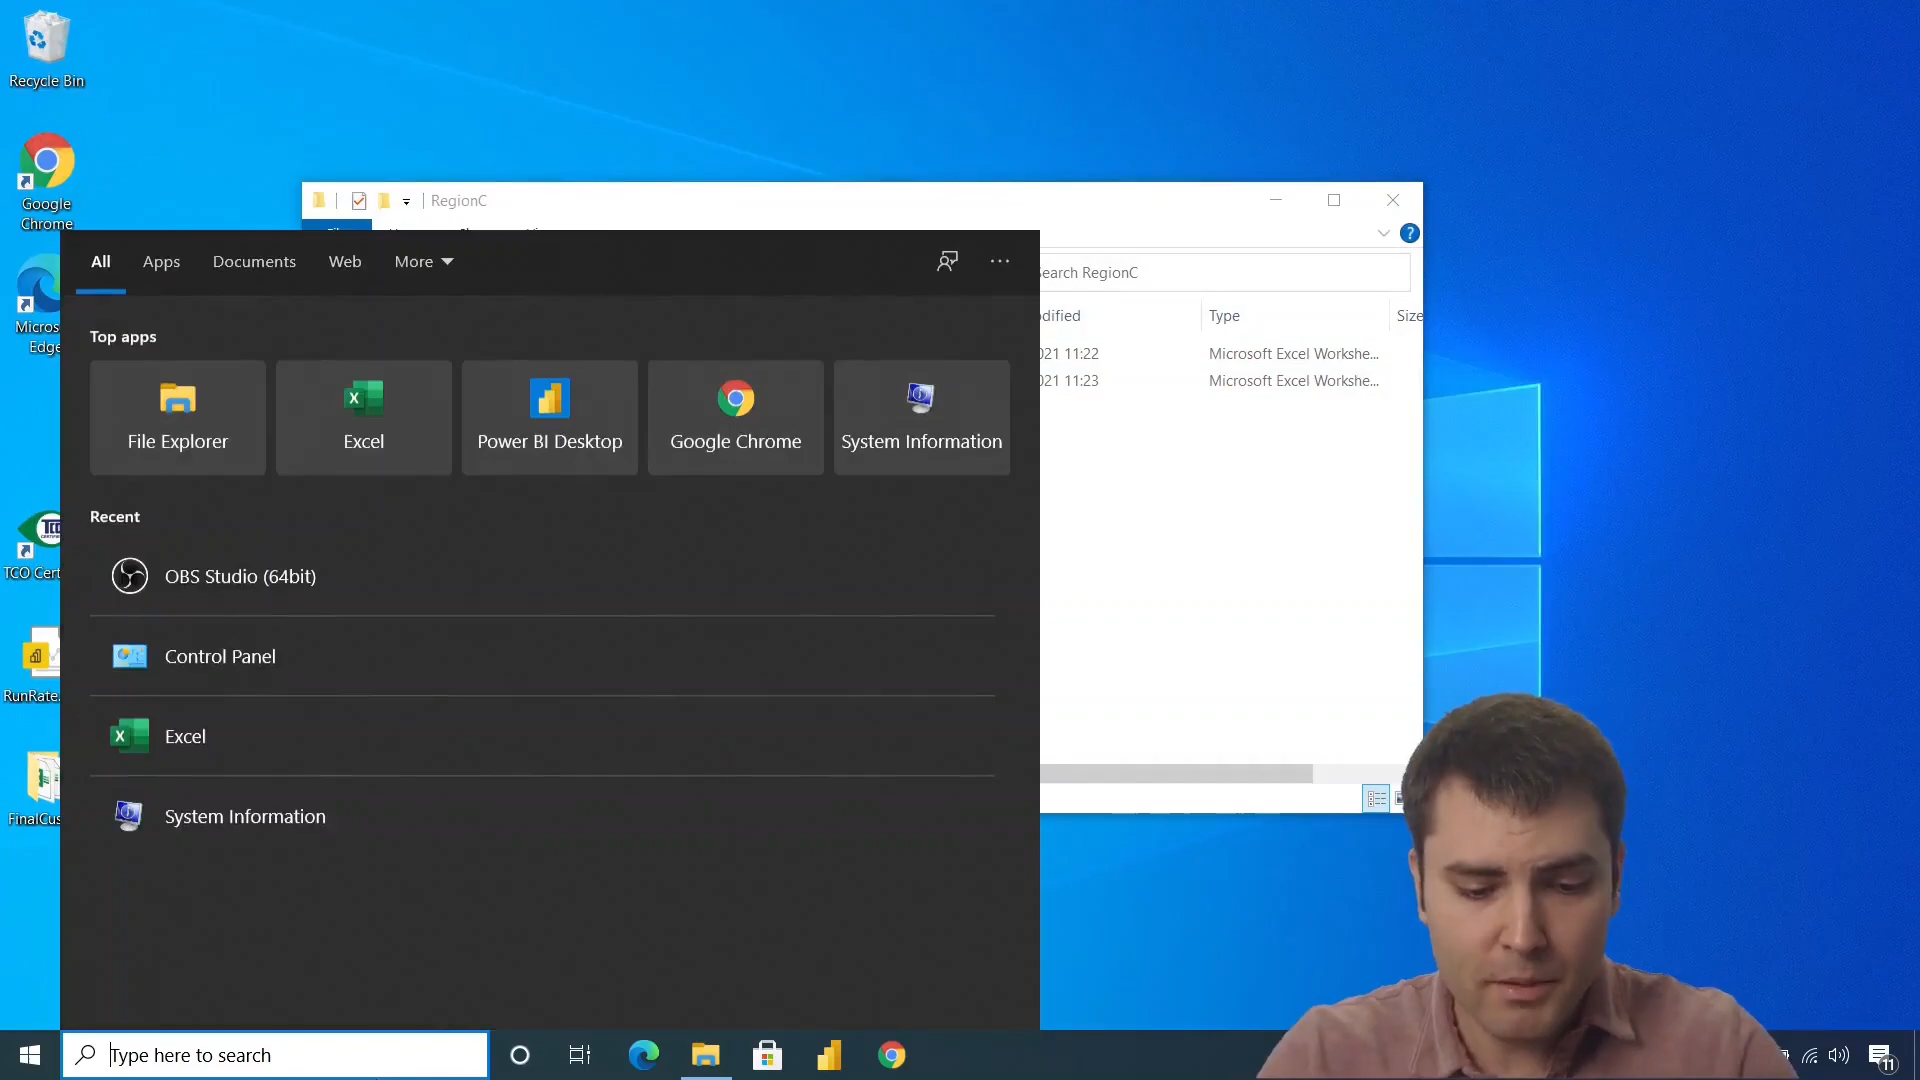 Recycle Bin
Google
Chrome
Micros
Edge
TCO Cert
RunRate.
FinalCus
RegionC
All
Apps
Documents
Web
More
earch RegionC
dified
Type
Size
021 11:22
Microsoft Excel Workshe...
021 11:23
Microsoft Excel Workshe...
Top apps
File Explorer
Excel
Power BI Desktop
Google Chrome
System Information
Recent
OBS Studio (64bit)
Control Panel
Excel
System Information
Type here to search
11